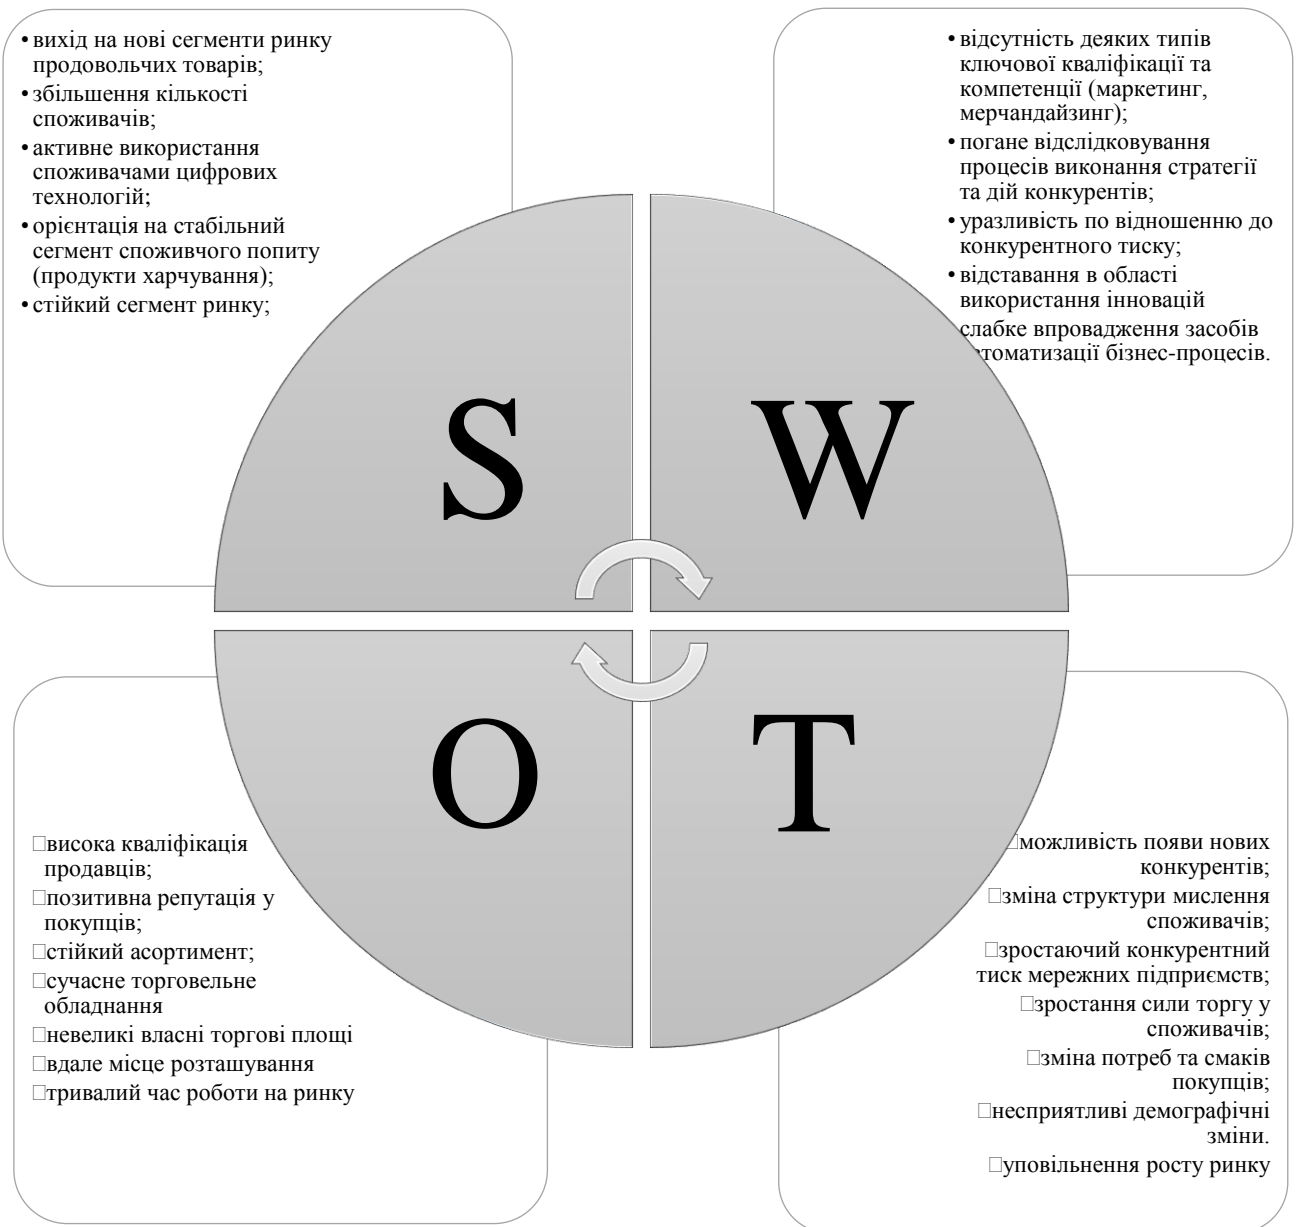 • вихід на нові сегменти ринку
продовольчих товарів;
• збільшення кількості
споживачів;
• активне використання
споживачами цифрових
технологій;
• орієнтація на стабільний
сегмент споживчого попиту
(продукти харчування);
• стійкий сегмент ринку;
• відсутність деяких типів
ключової кваліфікації та
компетенції (маркетинг,
мерчандайзинг);
• погане відслідковування
процесів виконання стратегії
та дій конкурентів;
• уразливість по відношенню до
конкурентного тиску;
• відставання в області
використання інновацій
слабке впровадження засобів
автоматизації бізнес-процесів.
S
W
O
T
□висока кваліфікація
продавців;
□позитивна репутація у
покупців;
□стійкий асортимент;
□сучасне торговельне
обладнання
□невеликі власні торгові площі
□вдале місце розташування
□тривалий час роботи на ринку
□можливість появи нових
конкурентів;
□зміна структури мислення
споживачів;
□зростаючий конкурентний
тиск мережних підприємств;
□зростання сили торгу у
споживачів;
□зміна потреб та смаків
покупців;
□несприятливі демографічні
зміни.
□уповільнення росту ринку